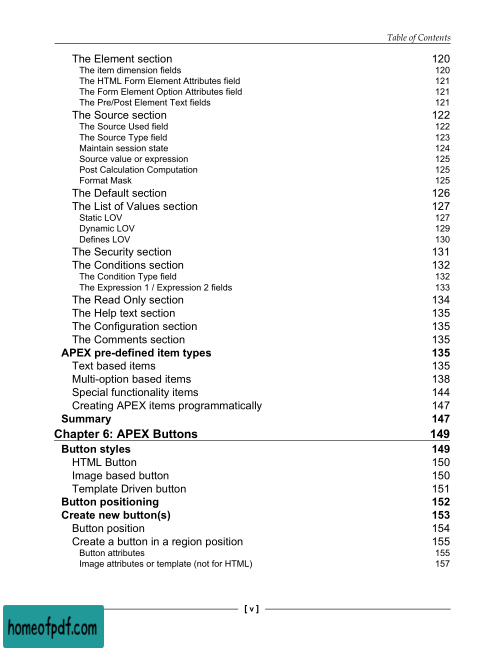 Table of Contents
The Element section 120
The item dimension fields 120
The HTML Form Element Attributes field 121
The Form Element Option Attributes field 121
The Pre/Post Element Text fields 121
The Source section 122
The Source Used field 122
The Source Type field 123
Maintain session state 124
Source value or expression 125
Post Calculation Computation 125
Format Mask 125
The Default section 126
The List of Values section 127
Static LOV 127
Dynamic LOV 129
Defines LOV 130
The Security section 131
The Conditions section 132
The Condition Type field 132
The Expression 1 / Expression 2 fields 133
The Read Only section 134
The Help text section 135
The Configuration section 135
The Comments section 135
APEX pre-defined item types 135
Text based items 135
Multi-option based items 138
Special functionality items 144
Creating APEX items programmatically 147
Summary 147
Chapter 6: APEX Buttons 149
Button styles 149
HTML Button 150
Image based button 150
Template Driven button 151
Button positioning 152
Create new button(s) 153
Button position 154
Create a button in a region position 155
Button attributes 155
Image attributes or template (not for HTML) 157
[ v ]
homeofpdf.com